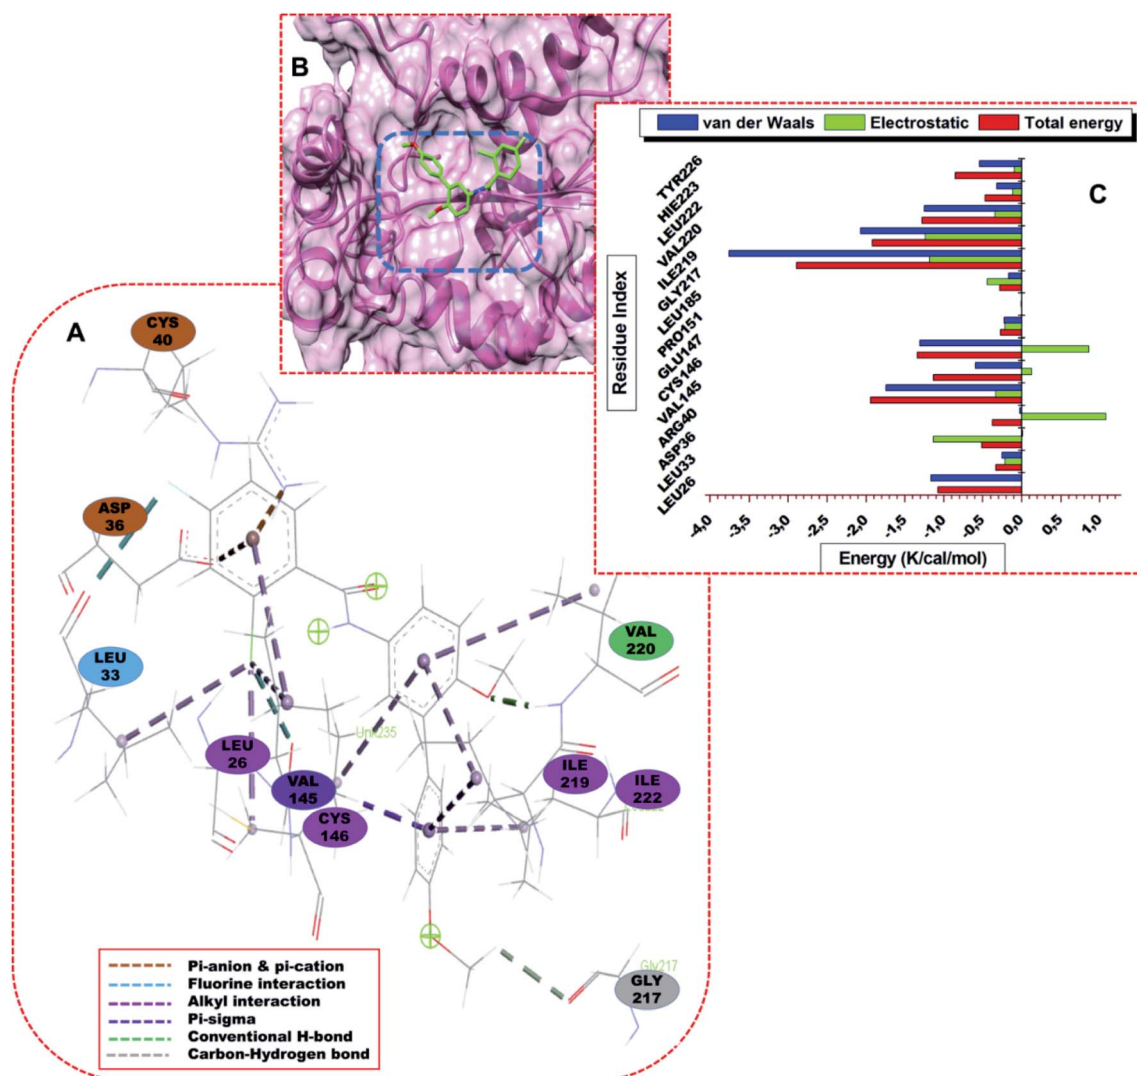 B
van der Waals Electrostatic Total energy
C
Residue Index
TYR226
HIE223
LEU222
VAL220
ILE219
GLY217
LEU185
PRO151
GLU147
CYS146
VAL145
ARG40
ASP36
LEU33
LEU26
-4,0 -3,5 -3,0 -2,5 -2,0 -1,5 -1,0 -0,5 0,0 0,5 1,0
Energy (K/cal/mol)
A
CYS
40
ASP
36
LEU
33
VAL
220
Unk235
LEU
26
VAL
145
CYS
146
ILE
219
ILE
222
Gly217
GLY
217
Pi-anion & pi-cation
Fluorine interaction
Alkyl interaction
Pi-sigma
Conventional H-bond
Carbon-Hydrogen bond